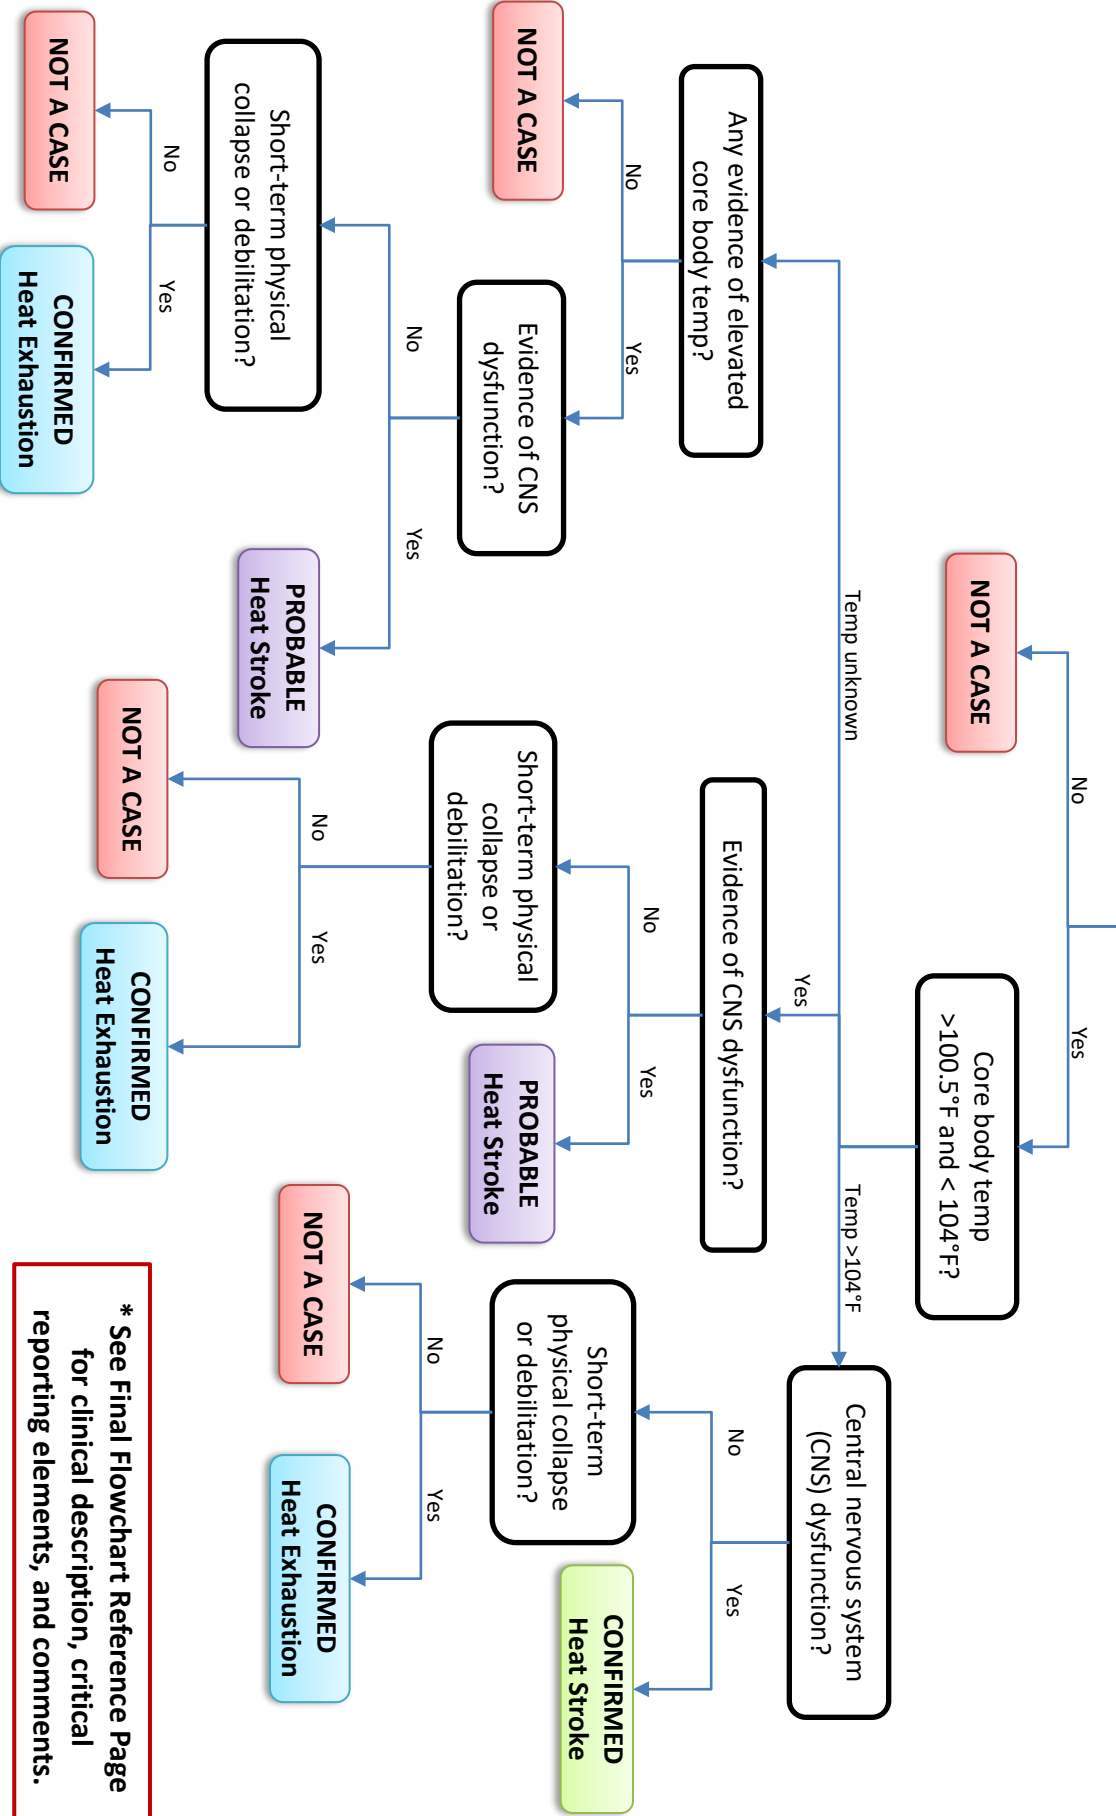 No
Yes
NOT A CASE
Core body temp
>100.5°F and < 104°F?
Temp unknown
Yes
Temp >104°F
Any evidence of elevated
core body temp?
Evidence of CNS dysfunction?
Central nervous system
(CNS) dysfunction?
No
Yes
No
Yes
No
Yes
NOT A CASE
Evidence of CNS
dysfunction?
Short-term physical
collapse or
debilitation?
PROBABLE
Heat Stroke
Short-term
physical collapse
or debilitation?
CONFIRMED
Heat Stroke
No
Yes
No
Yes
No
Yes
Short-term physical
collapse or debilitation?
PROBABLE
Heat Stroke
NOT A CASE
CONFIRMED
Heat Exhaustion
NOT A CASE
CONFIRMED
Heat Exhaustion
No
Yes
NOT A CASE
CONFIRMED
Heat Exhaustion
* See Final Flowchart Reference Page
for clinical description, critical
reporting elements, and comments.